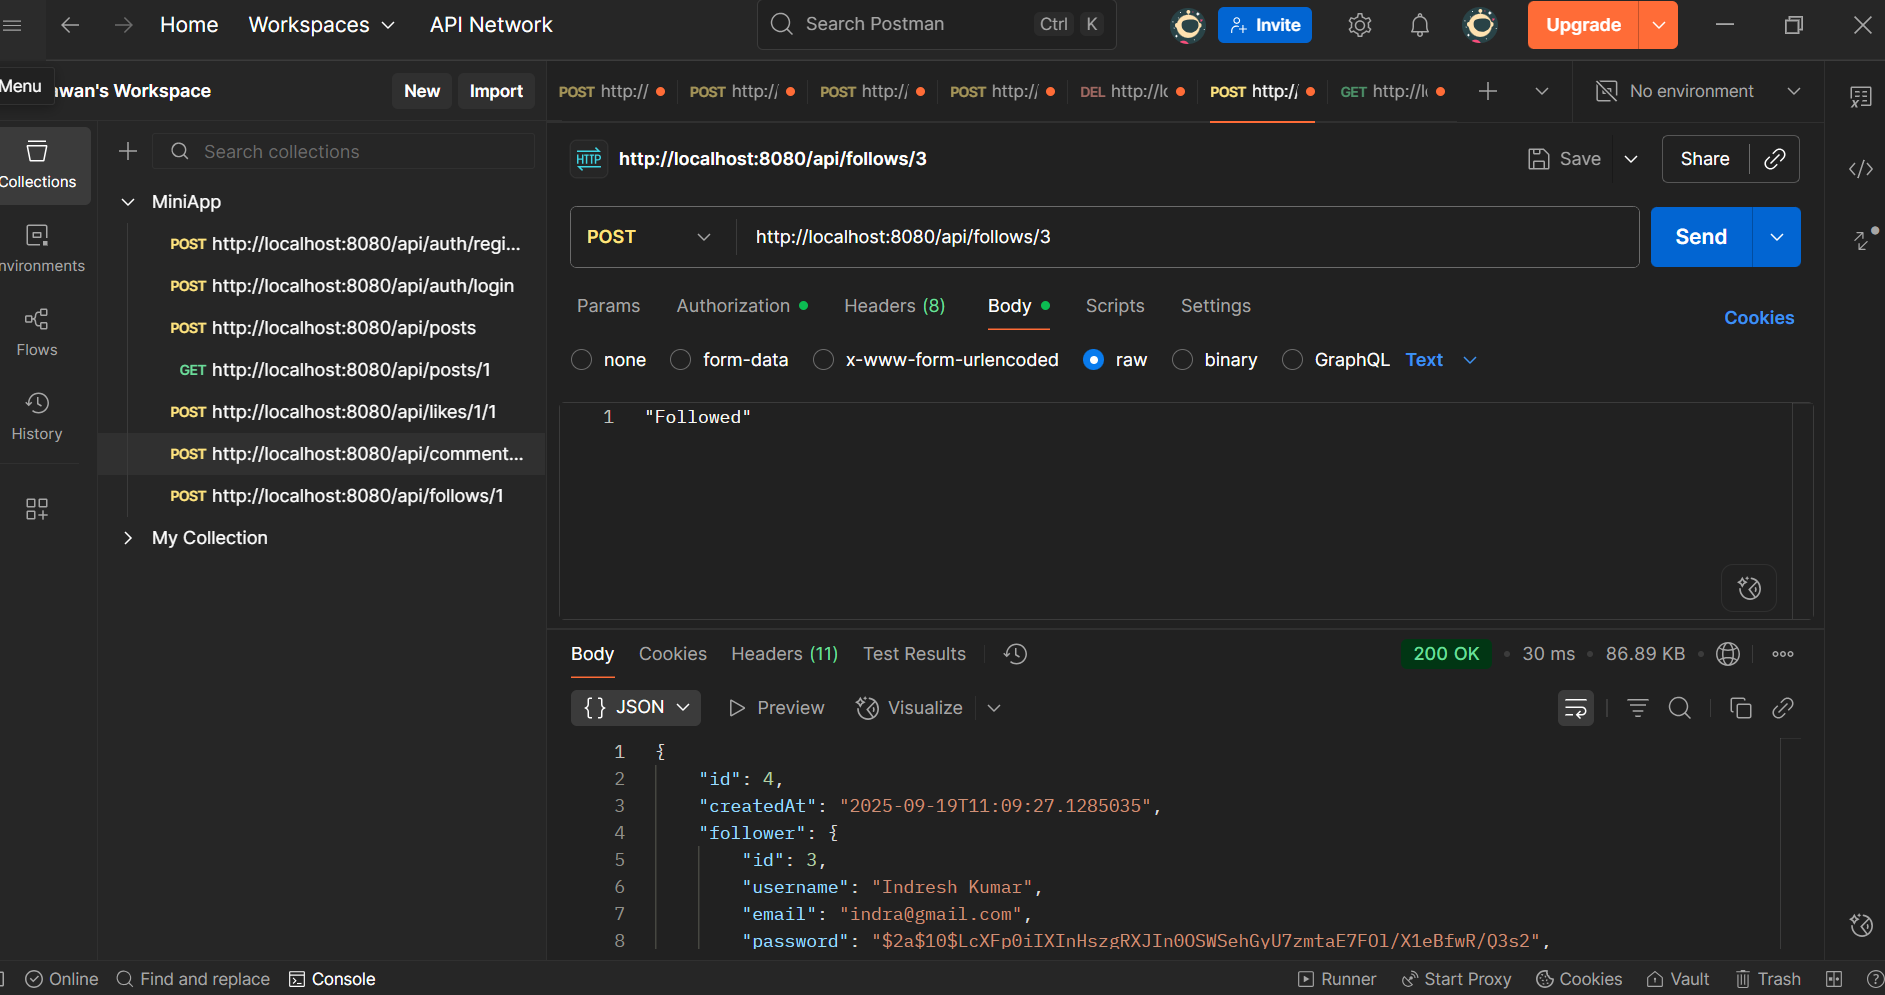 Home Workspaces API Network Search Postman Ctrl K Invite Upgrade
Menu
wan's Workspace New Import
POST http:// POST http:// POST http:// POST http:// DEL http://lo POST http:// GET http://l No environment
Collections
Search collections
MiniApp
POST http://localhost:8080/api/auth/regi...
POST http://localhost:8080/api/auth/login
POST http://localhost:8080/api/posts
GET http://localhost:8080/api/posts/1
POST http://localhost:8080/api/likes/1/1
POST http://localhost:8080/api/comment...
POST http://localhost:8080/api/follows/1
My Collection
nvironments
Flows
History
HTTP http://localhost:8080/api/follows/3 Save Share
POST http://localhost:8080/api/follows/3 Send
Params Authorization Headers (8) Body Scripts Settings Cookies
none form-data x-www-form-urlencoded raw binary GraphQL Text
1 "Followed"
Body Cookies Headers (11) Test Results 200 OK • 30 ms • 86.89 KB •
{} JSON Preview Visualize
1 {
2 "id": 4,
3 "createdAt": "2025-09-19T11:09:27.1285035",
4 "follower": {
5 "id": 3,
6 "username": "Indresh Kumar",
7 "email": "indra@gmail.com",
8 "password": "$2a$10$LcXFp0iIXInHszgRXJIn0OSWSehGyU7zmtaE7FOl/X1eBfwR/Q3s2",
Online Find and replace Console Runner Start Proxy Cookies Vault Trash